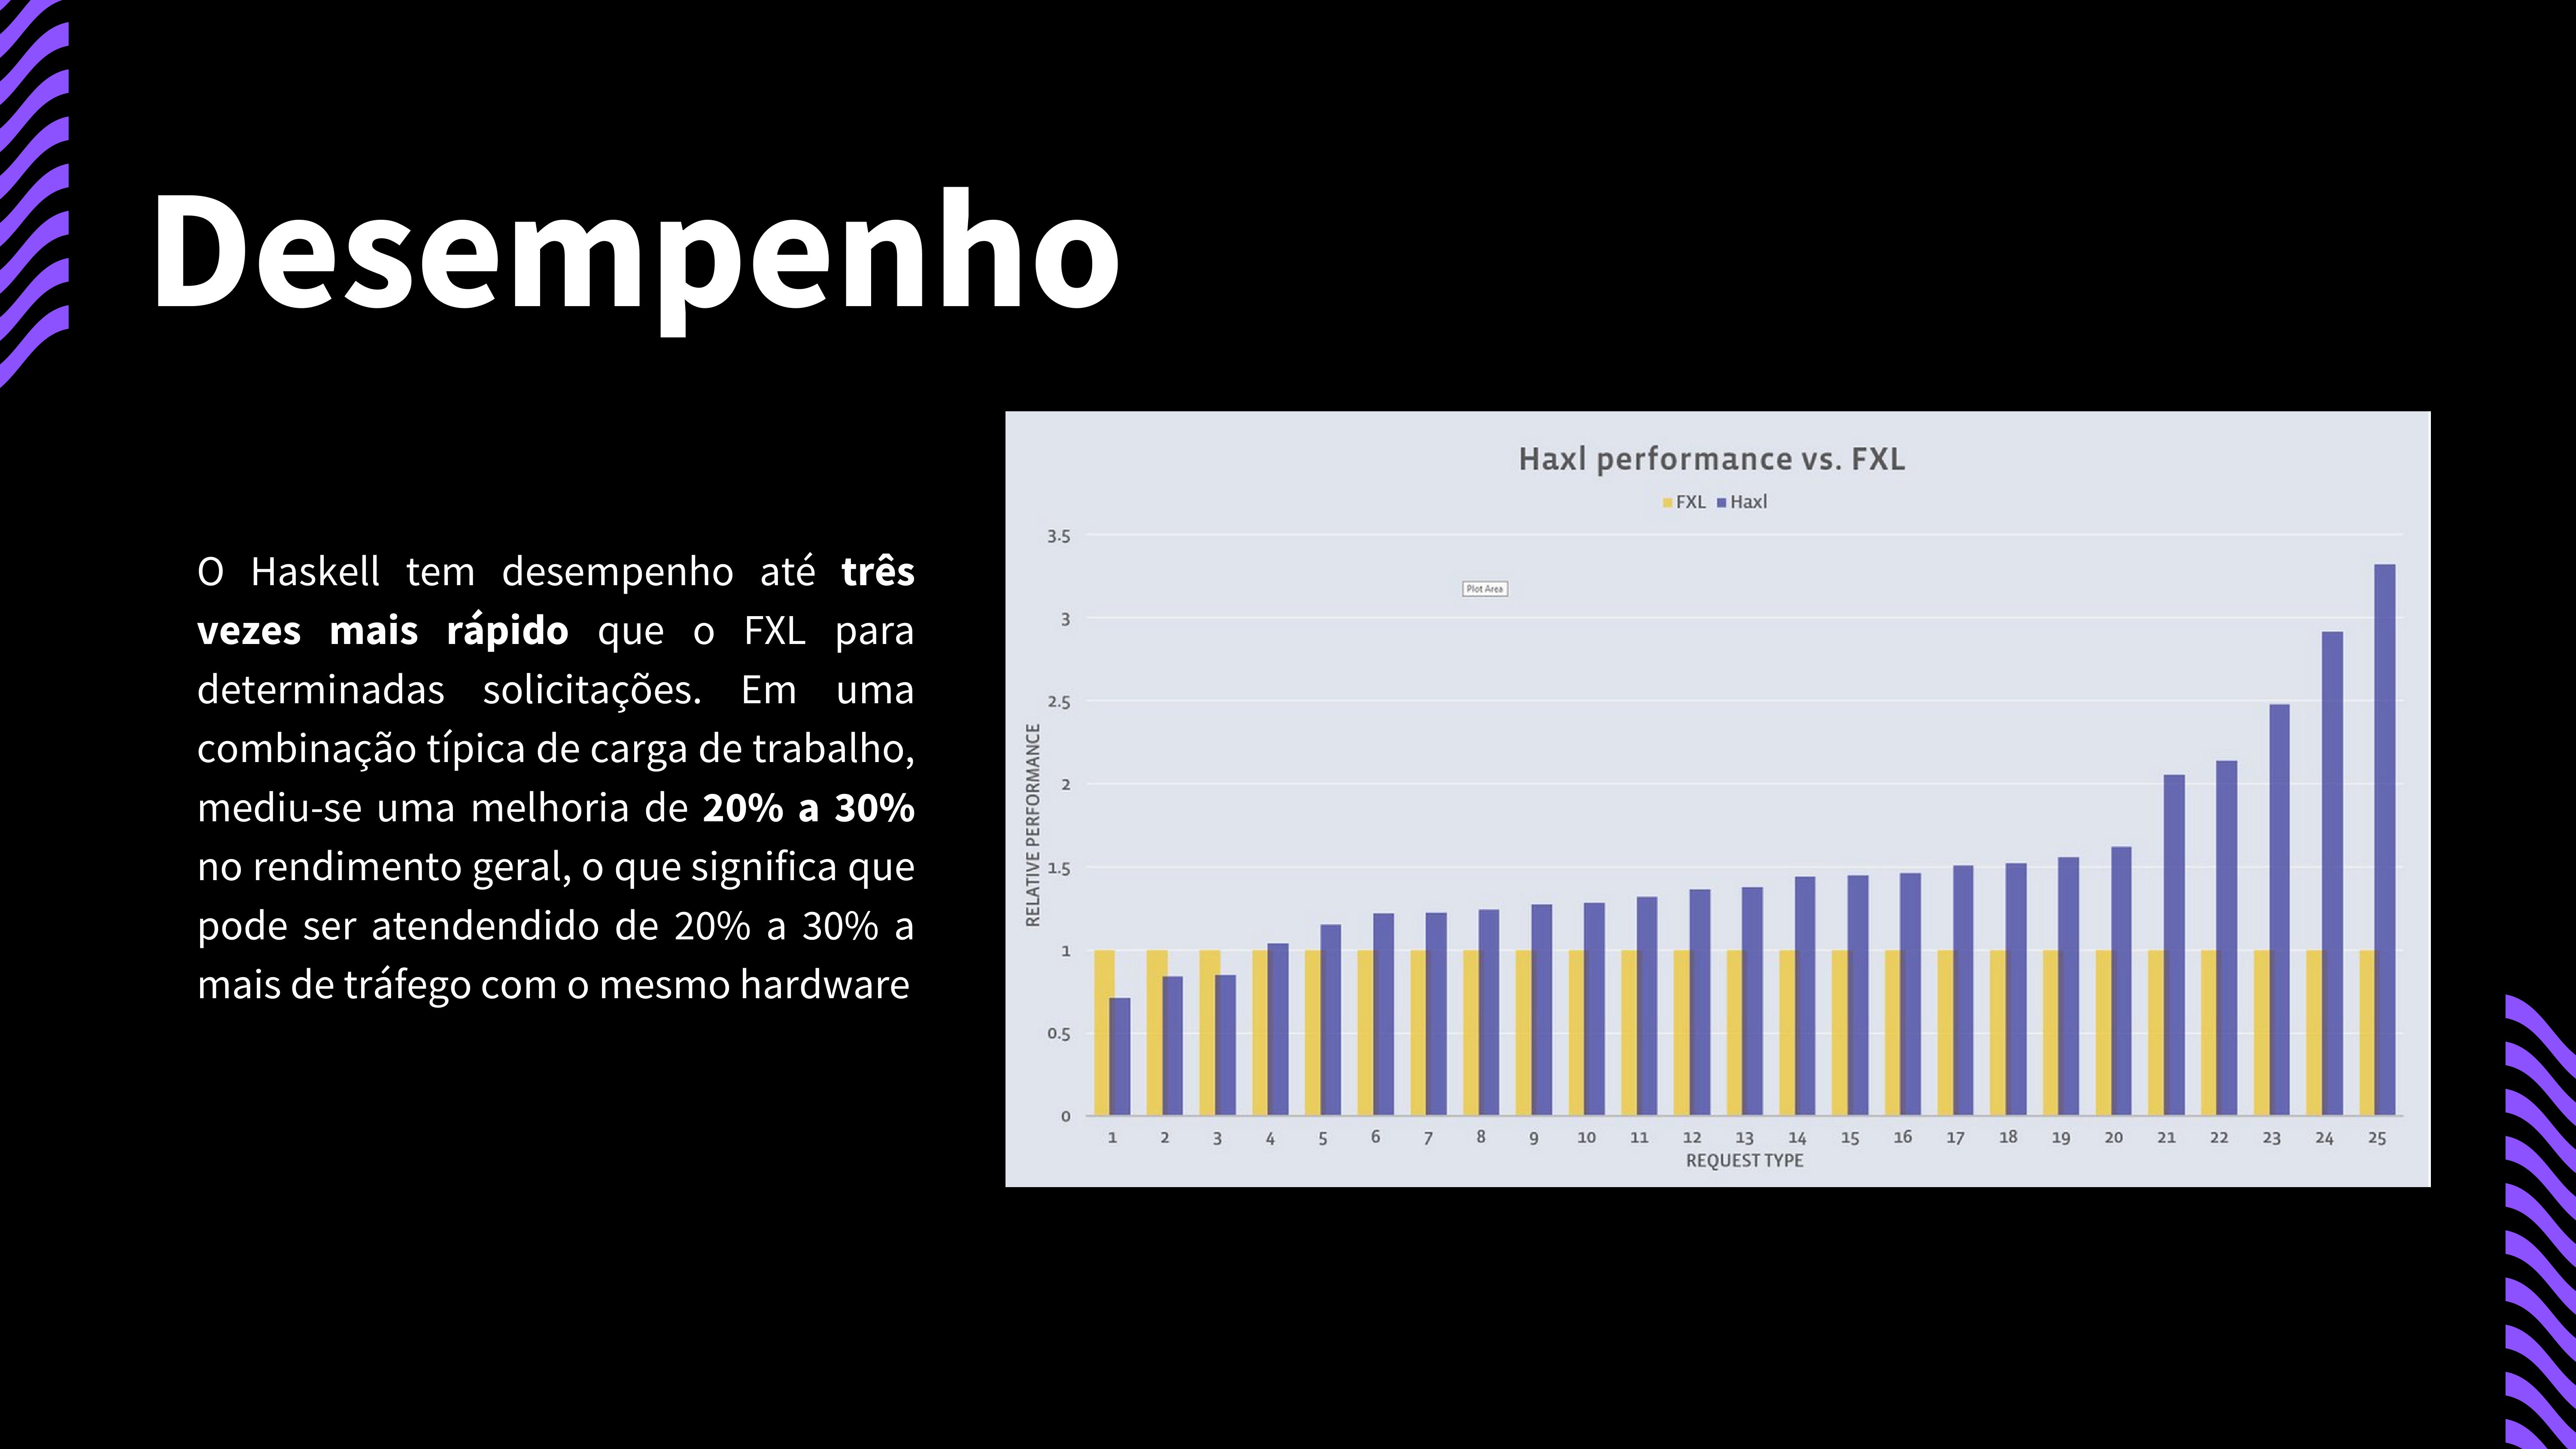 Desempenho
O Haskell tem desempenho até três
vezes mais rápido que o FXL para
determinadas solicitações. Em uma
combinação típica de carga de trabalho,
mediu-se uma melhoria de 20% a 30%
no rendimento geral, o que significa que
pode ser atendendido de 20% a 30% a
mais de tráfego com o mesmo hardware
Haxl performance vs. FXL
FXL Haxl
3.5
Plot Area
3
2.5
2
1.5
1
0.5
0
RELATIVE PERFORMANCE
1 2 3 4 5 6 7 8 9 10 11 12 13 14 15 16 17 18 19 20 21 22 23 24 25
REQUEST TYPE